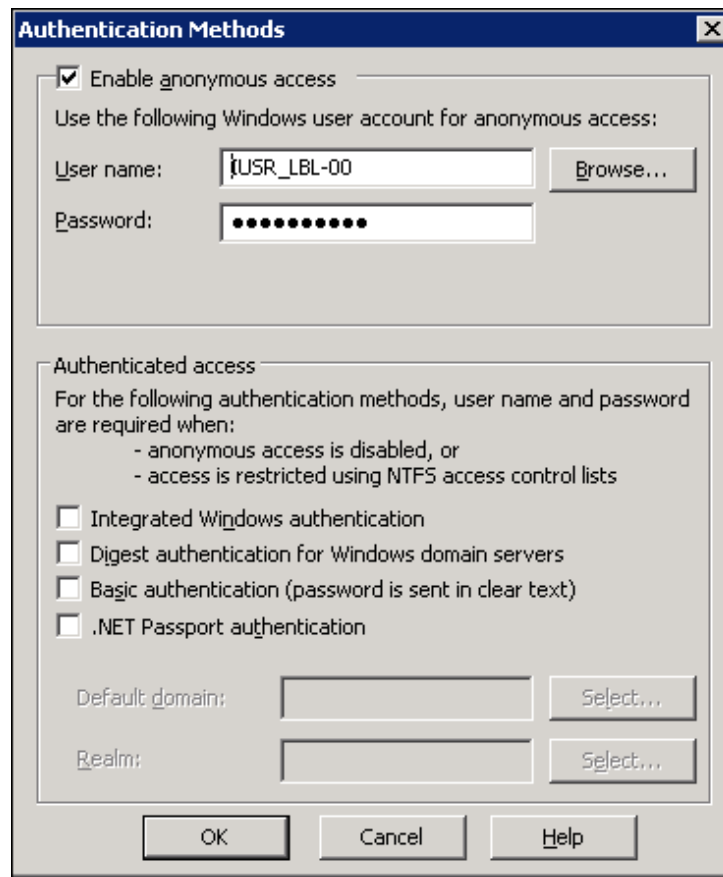 Authentication Methods
Enable anonymous access
Use the following Windows user account for anonymous access:
User name: IUSR_LBL-00 Browse...
Password: ●●●●●●●●●●
Authenticated access
For the following authentication methods, user name and password
are required when:
- anonymous access is disabled, or
- access is restricted using NTFS access control lists
Integrated Windows authentication
Digest authentication for Windows domain servers
Basic authentication (password is sent in clear text)
.NET Passport authentication
Default domain: Select...
Realm: Select...
OK Cancel Help